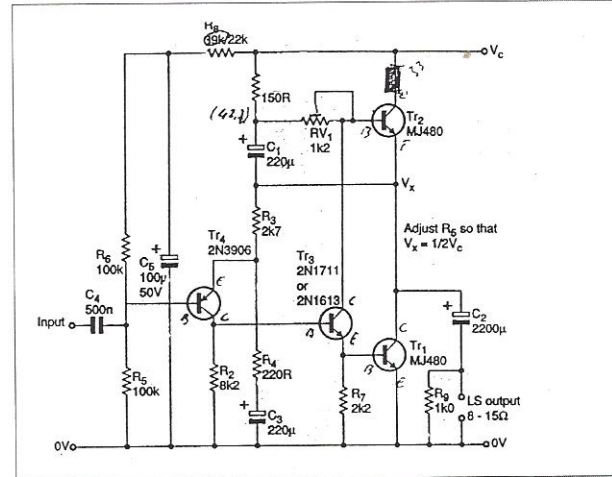 R8
39k/22k
Vc
150R
33
(42,1)
RV1
1k2
B
Tr2
MJ480
E
+
C1
220µ
Vx
R3
2k7
Tr4
2N3906
Adjust R5 so that
Vx = 1/2Vc
Tr3
2N1711
or
2N1613
R6
100k
+
C5
100µ
50V
E
C4
500n
C
+
C2
2200µ
Input
B
C
B
E
C
Tr1
MJ480
B
E
R5
100k
R2
8k2
R4
220R
R7
2k2
R9
1k0
LS output
8 - 15Ω
+
C3
220µ
0V
0V